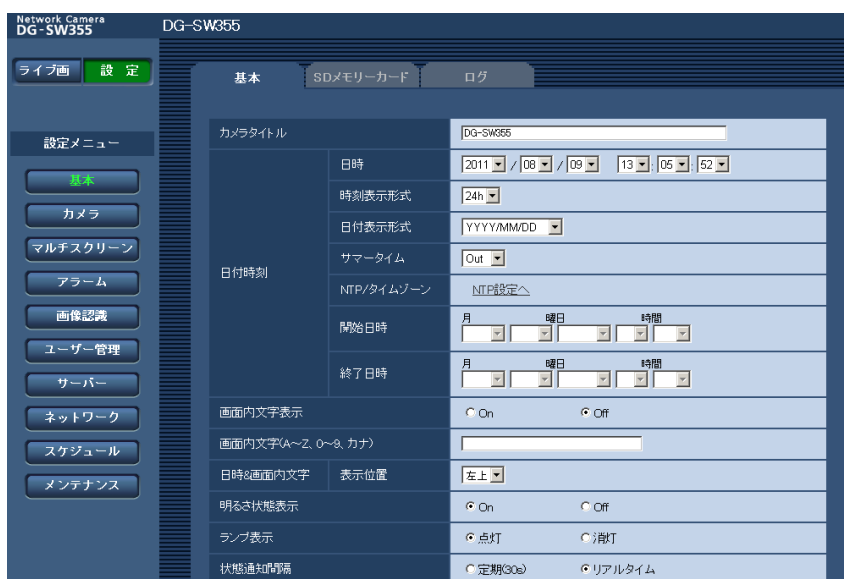 Network Camera
DG-SW355
DG-SW355
ライブ画 設 定
基本 SDメモリーカード ログ
設定メニュー
基本
カメラ
マルチスクリーン
アラーム
画像認識
ユーザー管理
サーバー
ネットワーク
スケジュール
メンテナンス
カメラタイトル DG-SW355
日付時刻
日時 2011 / 08 / 09 13 : 05 : 52
時刻表示形式 24h
日付表示形式 YYYY/MM/DD
サマータイム Out
NTP/タイムゾーン NTP設定へ
開始日時 月 曜日 時間
終了日時 月 曜日 時間
画面内文字表示 On Off
画面内文字(A～Z、0～9、カナ)
日時&画面内文字 表示位置 左上
明るさ状態表示 On Off
ランプ表示 点灯 消灯
状態通知間隔 定期(30s) リアルタイム